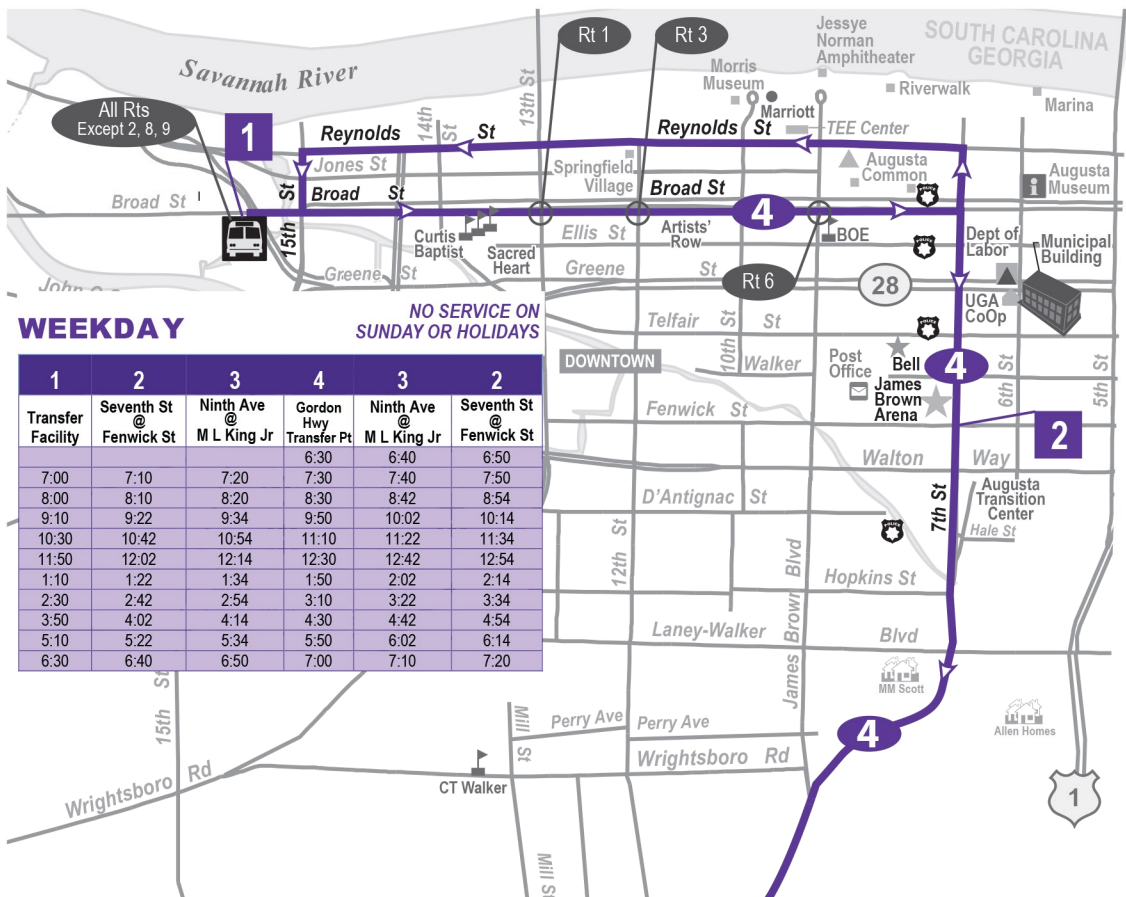 Rt 1
Rt 3
Jessye
Norman
Amphitheater
SOUTH CAROLINA
GEORGIA
Savannah River
Morris
Museum
Riverwalk
Marina
All Rts
Except 2, 8, 9
1
13th St
14th St
Marriott
Reynolds St
Reynolds St
TEE Center
Jones St
Springfield
Village
Augusta
Common
Augusta
Museum
Broad St
Broad St
Broad St
15th St
4
Curtis
Baptist
Sacred
Heart
Ellis St
Artists'
Row
BOE
Dept of
Labor
Municipal
Building
Greene St
Greene St
Rt 6
28
UGA
CoOp
WEEKDAY
NO SERVICE ON
SUNDAY OR HOLIDAYS
Telfair St
DOWNTOWN
10th St
Walker
Post
Office
Bell
4
James
Brown
Arena
6th St
5th St
Fenwick St
2
Walton Way
D'Antignac St
Augusta
Transition
Center
7th St
Hale St
12th St
Hopkins St
James Brown Blvd
Laney-Walker Blvd
1 2 3 4 3 2
Transfer
Facility
Seventh St
@
Fenwick St
Ninth Ave
@
M L King Jr
Gordon
Hwy
Transfer Pt
Ninth Ave
@
M L King Jr
Seventh St
@
Fenwick St
6:30 6:40 6:50
7:00 7:10 7:20 7:30 7:40 7:50
8:00 8:10 8:20 8:30 8:42 8:54
9:10 9:22 9:34 9:50 10:02 10:14
10:30 10:42 10:54 11:10 11:22 11:34
11:50 12:02 12:14 12:30 12:42 12:54
1:10 1:22 1:34 1:50 2:02 2:14
2:30 2:42 2:54 3:10 3:22 3:34
3:50 4:02 4:14 4:30 4:42 4:54
5:10 5:22 5:34 5:50 6:02 6:14
6:30 6:40 6:50 7:00 7:10 7:20
MM Scott
Allen Homes
15th St
Mill St
Perry Ave
Perry Ave
4
Wrightsboro Rd
Wrightsboro Rd
CT Walker
1
Mill St